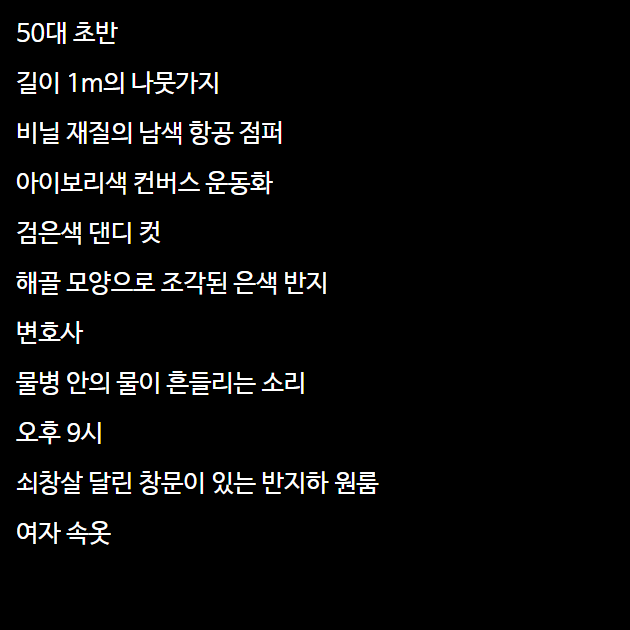 50대 초반
길이 1m의 나뭇가지
비닐 재질의 남색 항공 점퍼
아이보리색 컨버스 운동화
검은색 댄디 컷
해골 모양으로 조각된 은색 반지
변호사
물병 안의 물이 흔들리는 소리
오후 9시
쇠창살 달린 창문이 있는 반지하 원룸
여자 속옷